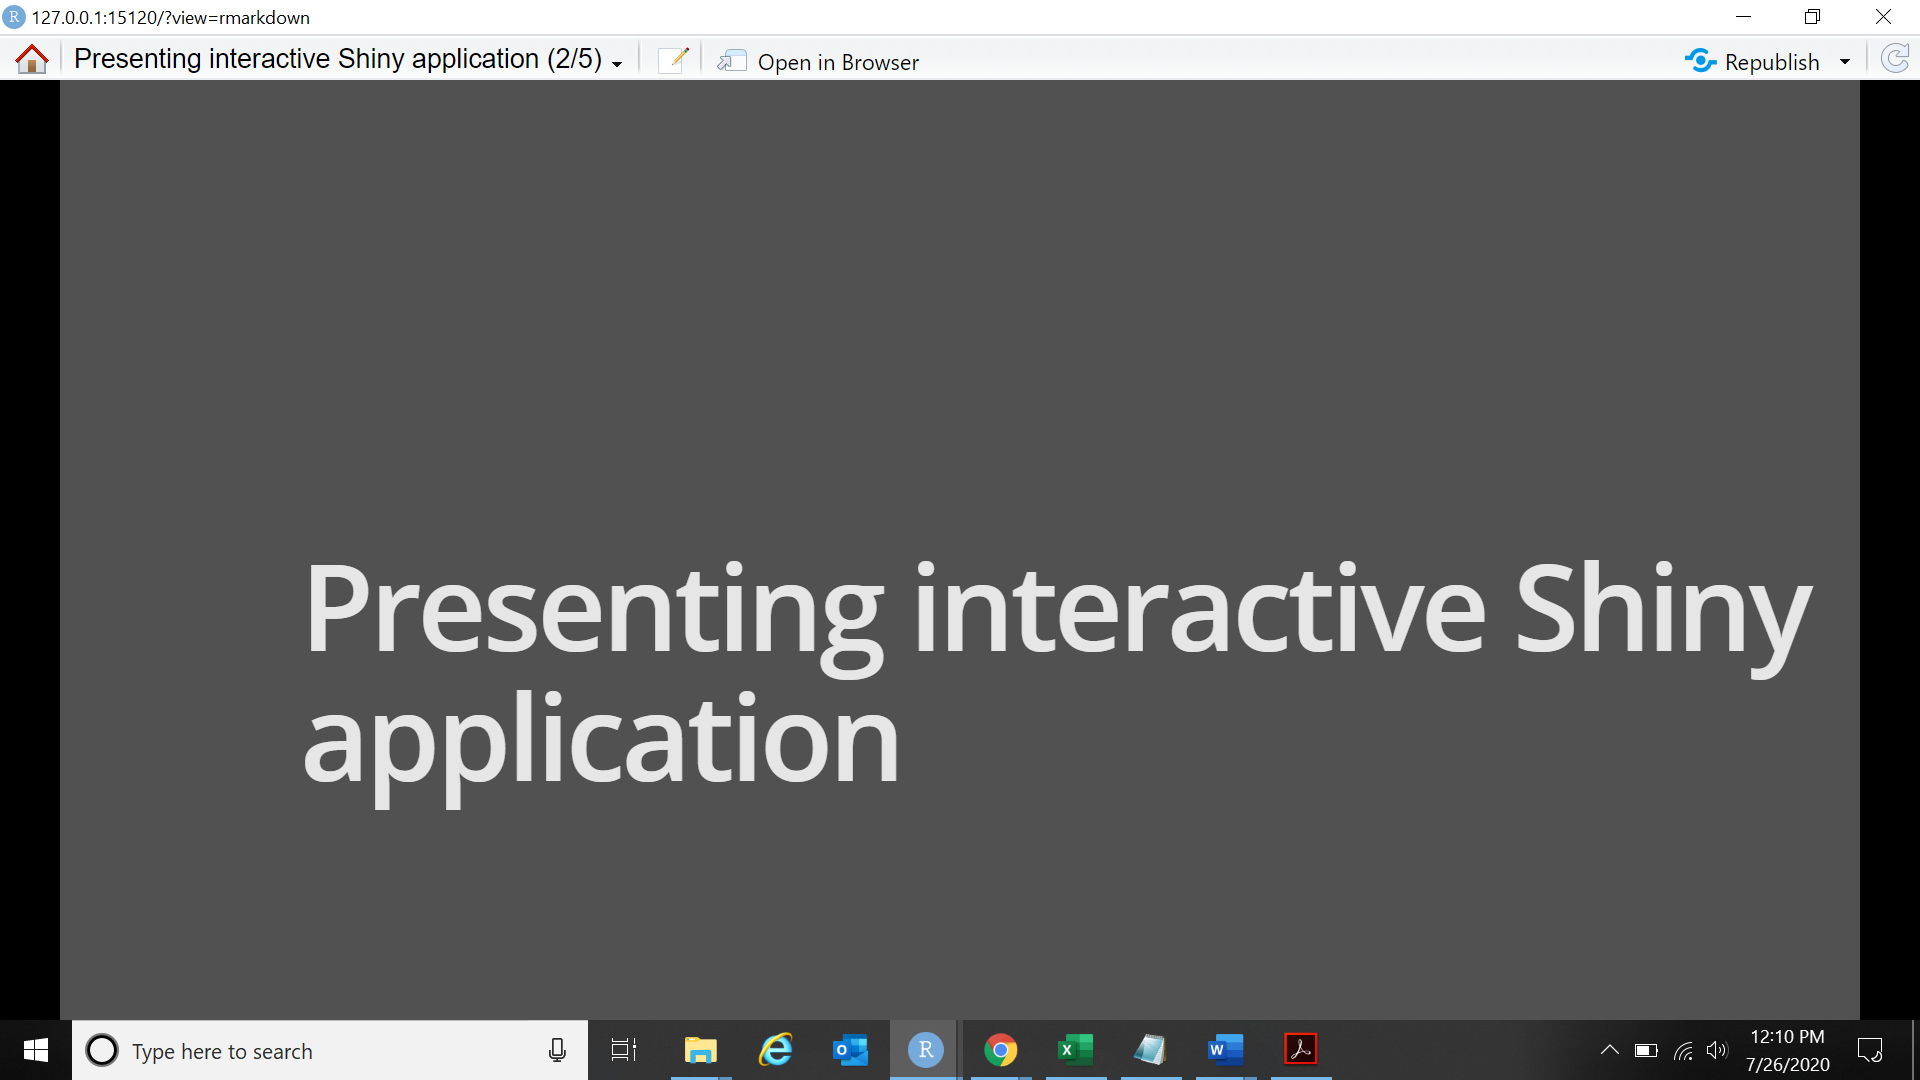 127.0.0.1:15120/?view=rmarkdown
Presenting interactive Shiny application (2/5)
Open in Browser
Republish
Presenting interactive Shiny
application
Type here to search
12:10 PM
7/26/2020